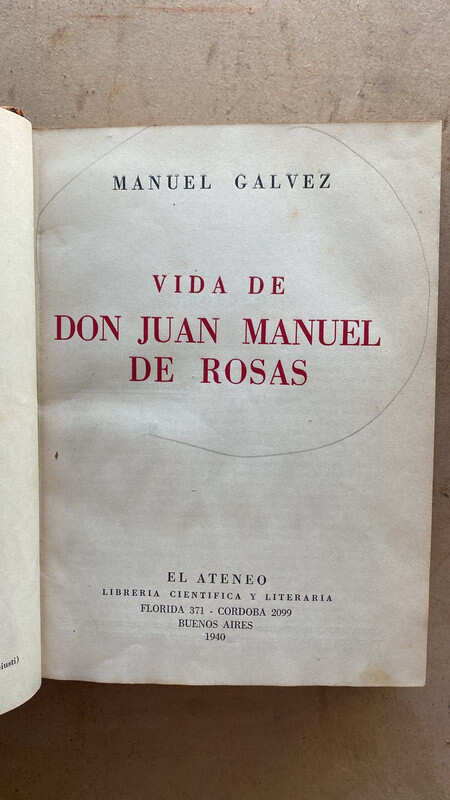 MANUEL GALVEZ
VIDA DE
DON JUAN MANUEL
DE ROSAS
EL ATENEO
LIBRERIA CIENTIFICA Y LITERARIA
FLORIDA 371 - CORDOBA 2099
BUENOS AIRES
1940
iusti)